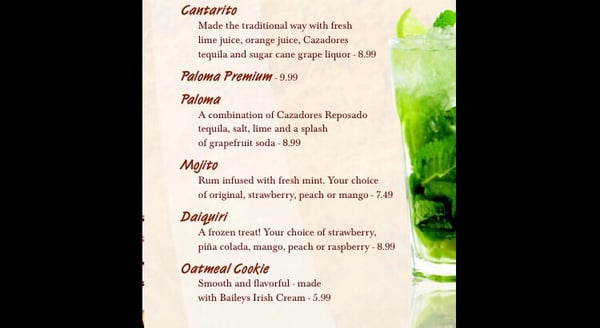 Cantarito
Made the traditional way with fresh
lime juice, orange juice, Cazadores
tequila and sugar cane grape liquor - 8.99
Paloma Premium - 9.99
Paloma
A combination of Cazadores Reposado
tequila, salt, lime and a splash
of grapefruit soda - 8.99
Mojito
Rum infused with fresh mint. Your choice
of original, strawberry, peach or mango - 7.49
Daiquiri
A frozen treat! Your choice of strawberry,
piña colada, mango, peach or raspberry - 8.99
Oatmeal Cookie
Smooth and flavorful - made
with Baileys Irish Cream - 5.99